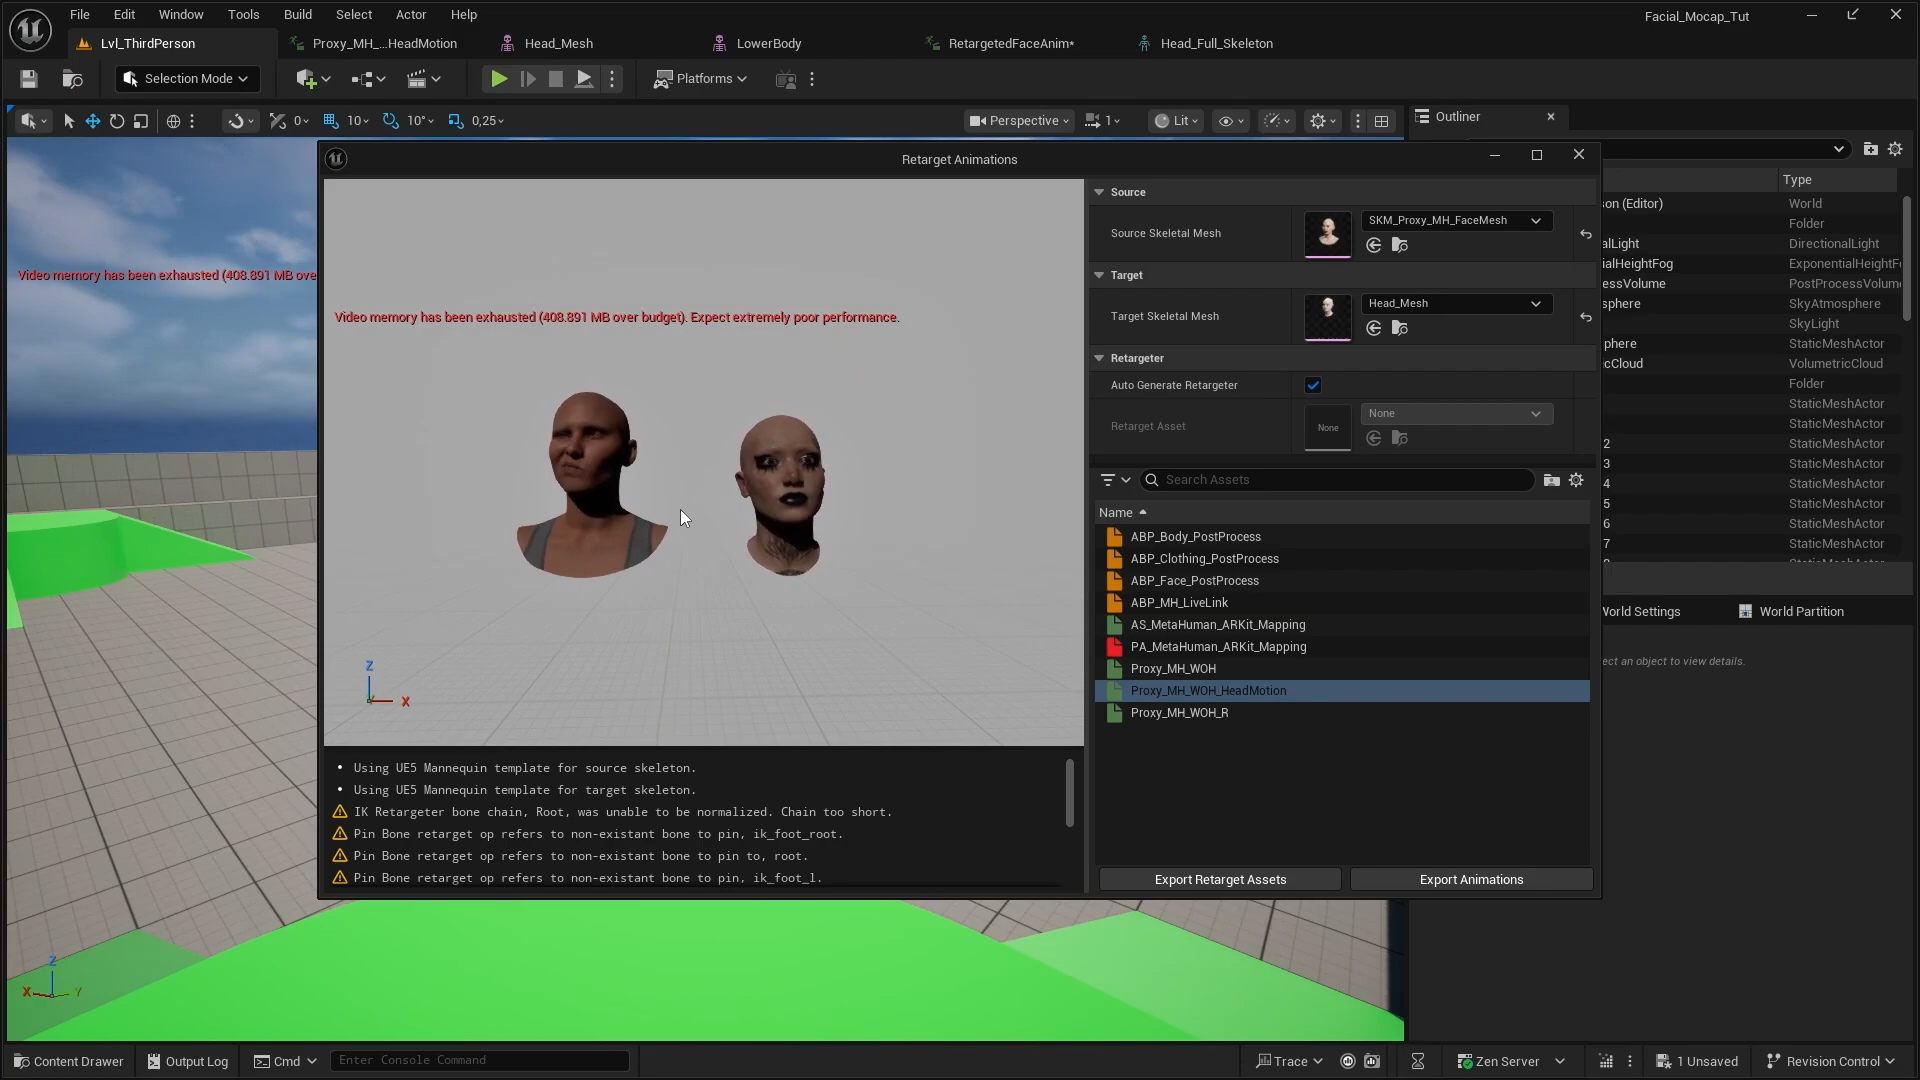 File Edit Window Tools Build Select Actor Help
Facial_Mocap_Tut
Lvl_ThirdPerson
Proxy_MH_...HeadMotion
Head_Mesh
LowerBody
RetargetedFaceAnim*
Head_Full_Skeleton
Selection Mode
Platforms
0
10
10°
0,25
Perspective
1
Lit
Outliner
Retarget Animations
Type
son (Editor) World
Folder
alLight DirectionalLight
ialHeightFog ExponentialHeightF
essVolume PostProcessVolum
sphere SkyAtmosphere
SkyLight
phere StaticMeshActor
cCloud VolumetricCloud
Folder
StaticMeshActor
StaticMeshActor
2 StaticMeshActor
3 StaticMeshActor
4 StaticMeshActor
5 StaticMeshActor
6 StaticMeshActor
7 StaticMeshActor
StaticMeshActor
World Settings
World Partition
ect an object to view details.
Video memory has been exhausted (408.891 MB ove
Video memory has been exhausted (408.891 MB over budget). Expect extremely poor performance.
Z
X
Source
Source Skeletal Mesh
SKM_Proxy_MH_FaceMesh
Target
Target Skeletal Mesh
Head_Mesh
Retargeter
Auto Generate Retargeter
Retarget Asset
None
None
Search Assets
Name
ABP_Body_PostProcess
ABP_Clothing_PostProcess
ABP_Face_PostProcess
ABP_MH_LiveLink
AS_MetaHuman_ARKit_Mapping
PA_MetaHuman_ARKit_Mapping
Proxy_MH_WOH
Proxy_MH_WOH_HeadMotion
Proxy_MH_WOH_R
• Using UE5 Mannequin template for source skeleton.
• Using UE5 Mannequin template for target skeleton.
IK Retargeter bone chain, Root, was unable to be normalized. Chain too short.
Pin Bone retarget op refers to non-existant bone to pin, ik_foot_root.
Pin Bone retarget op refers to non-existant bone to pin to, root.
Pin Bone retarget op refers to non-existant bone to pin, ik_foot_l.
Export Retarget Assets
Export Animations
Z
X
Y
Content Drawer
Output Log
Cmd
Enter Console Command
Trace
Zen Server
1 Unsaved
Revision Control